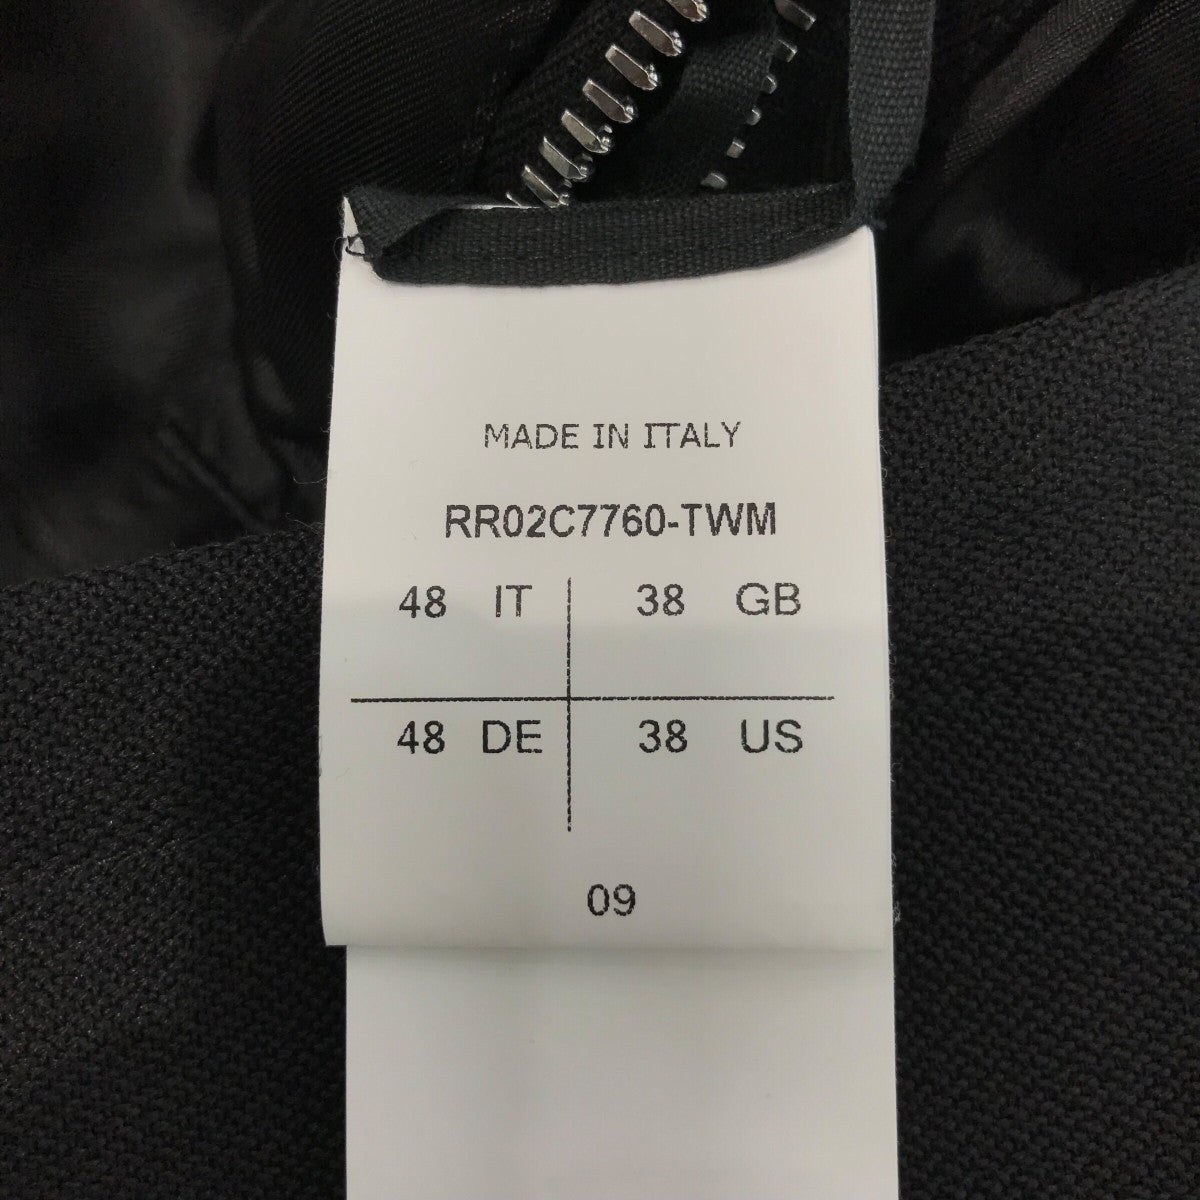 MADE IN ITALY
RR02C7760-TWM
48 IT 38 GB
48 DE 38 US
09